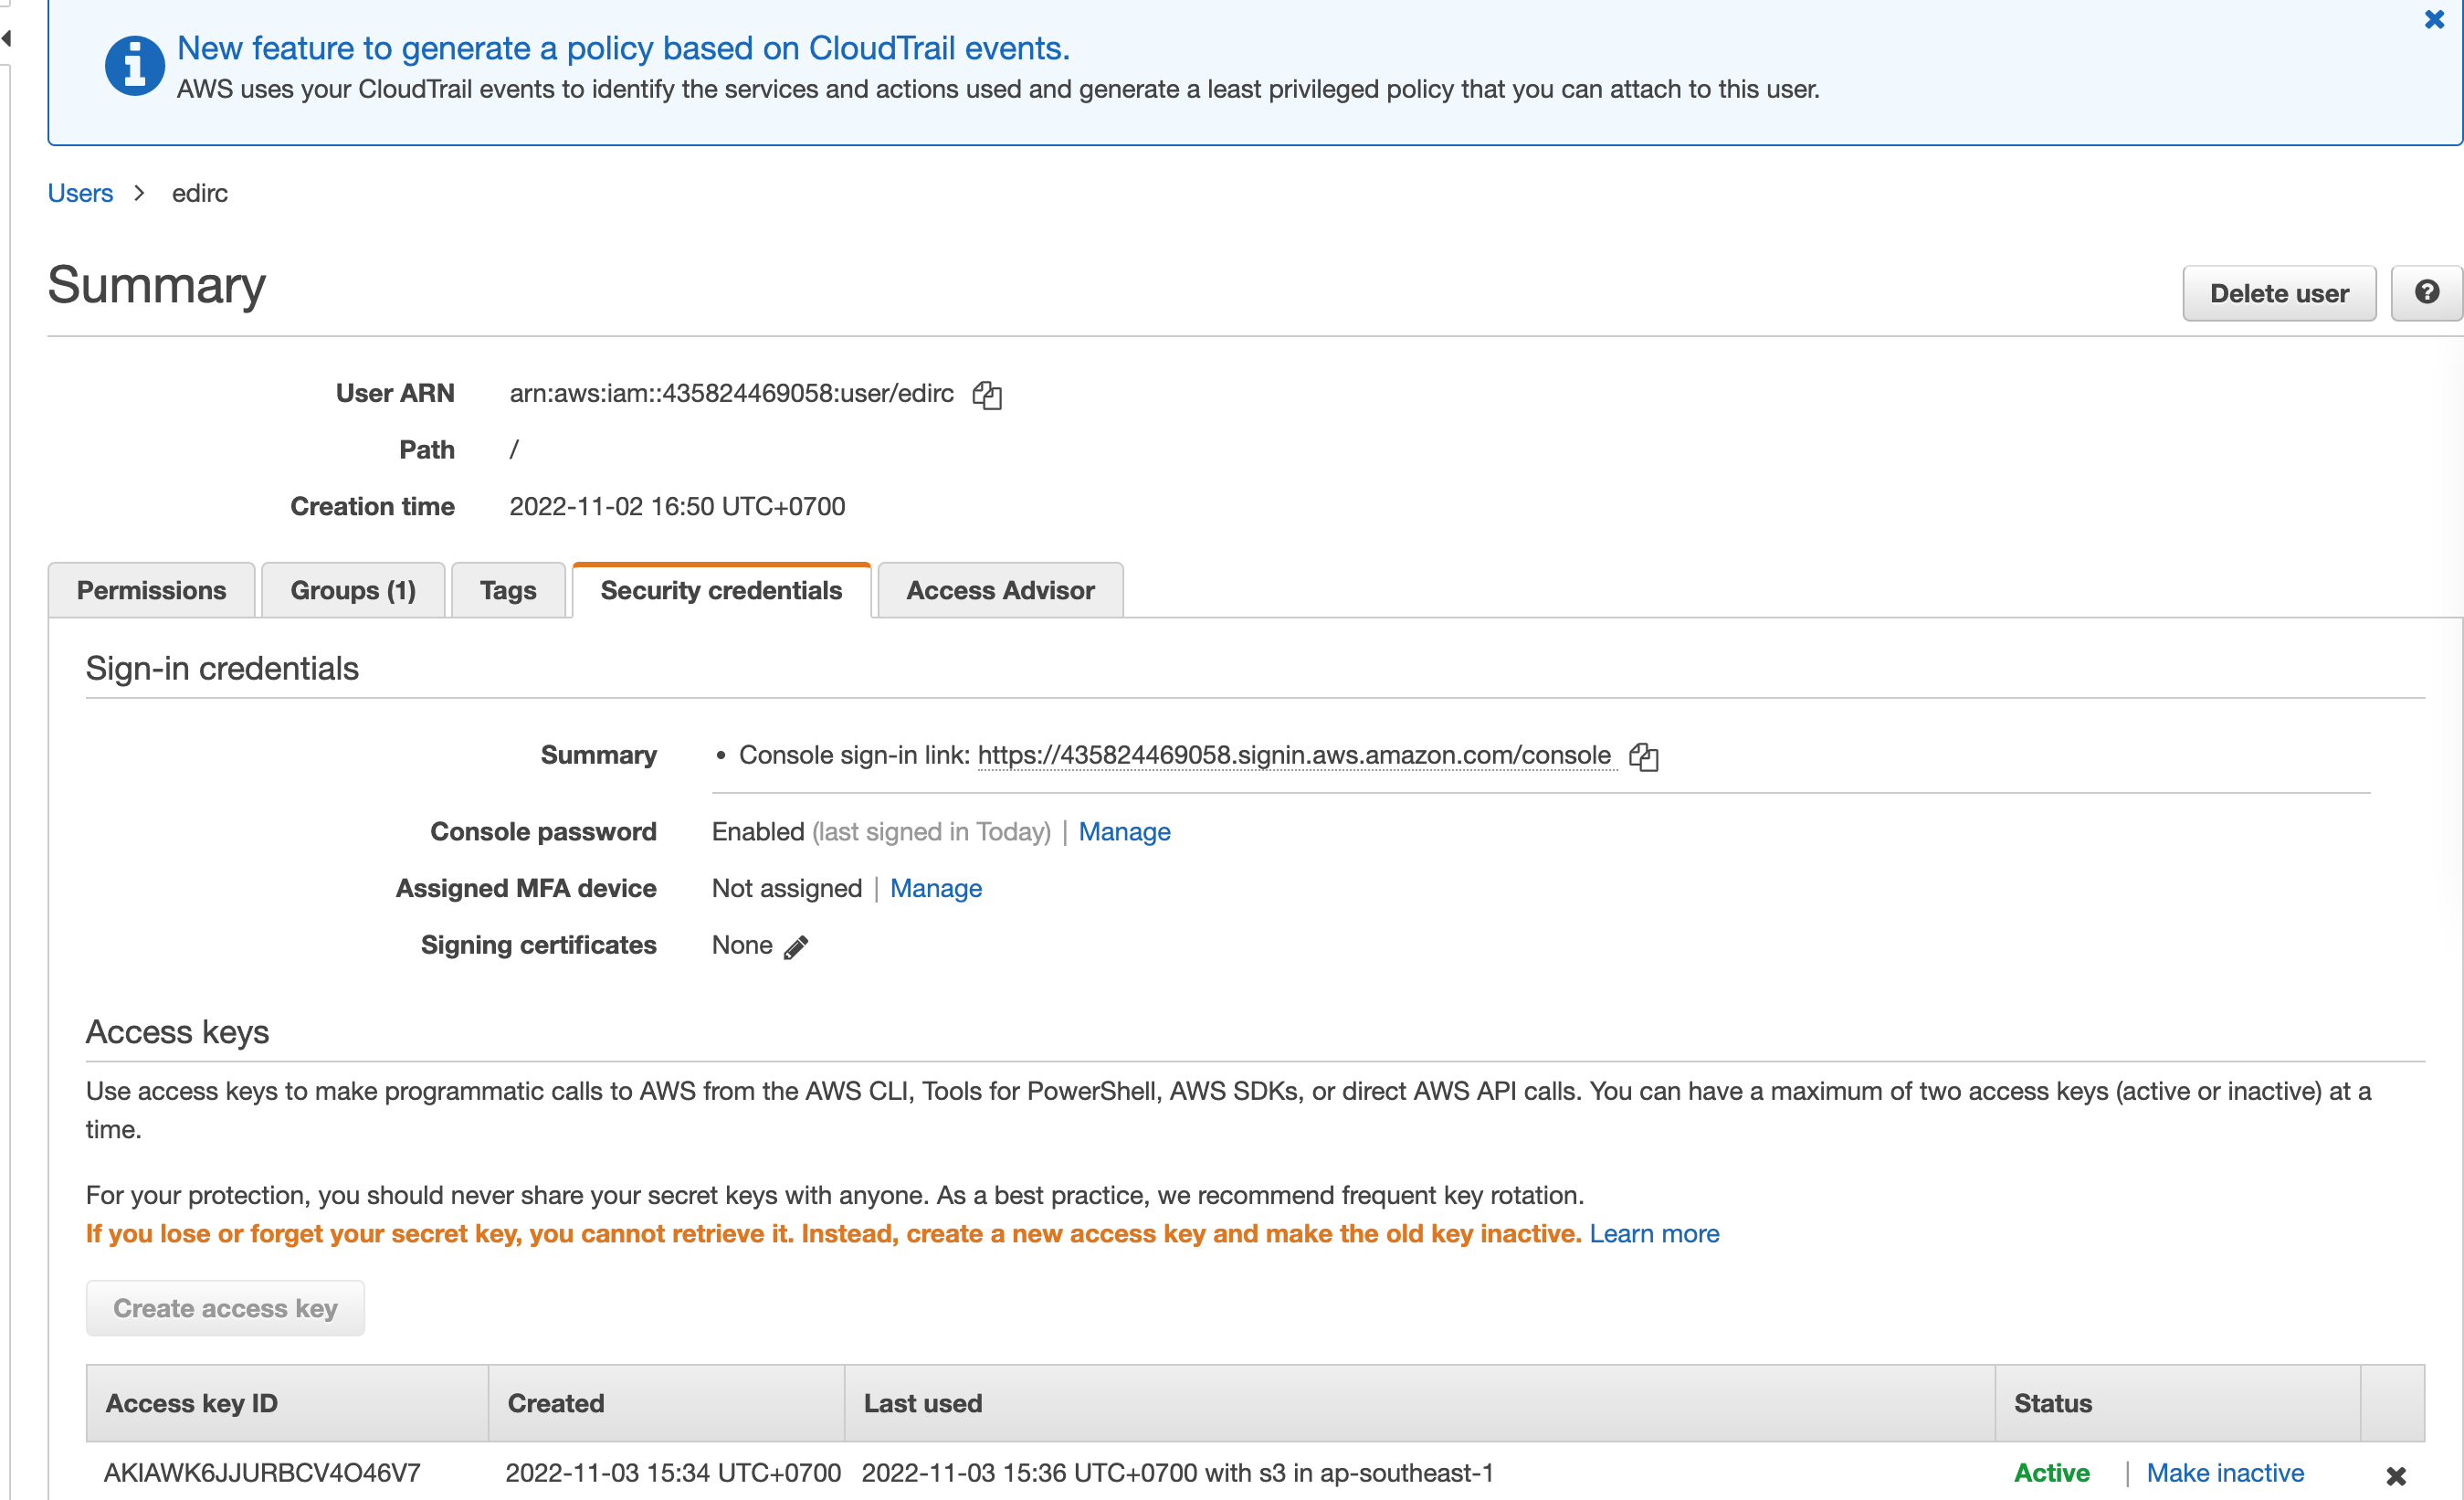 New feature to generate a policy based on CloudTrail events.
AWS uses your CloudTrail events to identify the services and actions used and generate a least privileged policy that you can attach to this user.
Users > edirc
Summary
Delete user
User ARN arn:aws:iam::435824469058:user/edirc
Path /
Creation time 2022-11-02 16:50 UTC+0700
Permissions Groups (1) Tags Security credentials Access Advisor
Sign-in credentials
Summary • Console sign-in link: https://435824469058.signin.aws.amazon.com/console
Console password Enabled (last signed in Today) | Manage
Assigned MFA device Not assigned | Manage
Signing certificates None
Access keys
Use access keys to make programmatic calls to AWS from the AWS CLI, Tools for PowerShell, AWS SDKs, or direct AWS API calls. You can have a maximum of two access keys (active or inactive) at a
time.
For your protection, you should never share your secret keys with anyone. As a best practice, we recommend frequent key rotation.
If you lose or forget your secret key, you cannot retrieve it. Instead, create a new access key and make the old key inactive. Learn more
Create access key
Access key ID Created Last used Status
AKIAWK6JJURBCV4O46V7 2022-11-03 15:34 UTC+0700 2022-11-03 15:36 UTC+0700 with s3 in ap-southeast-1 Active | Make inactive